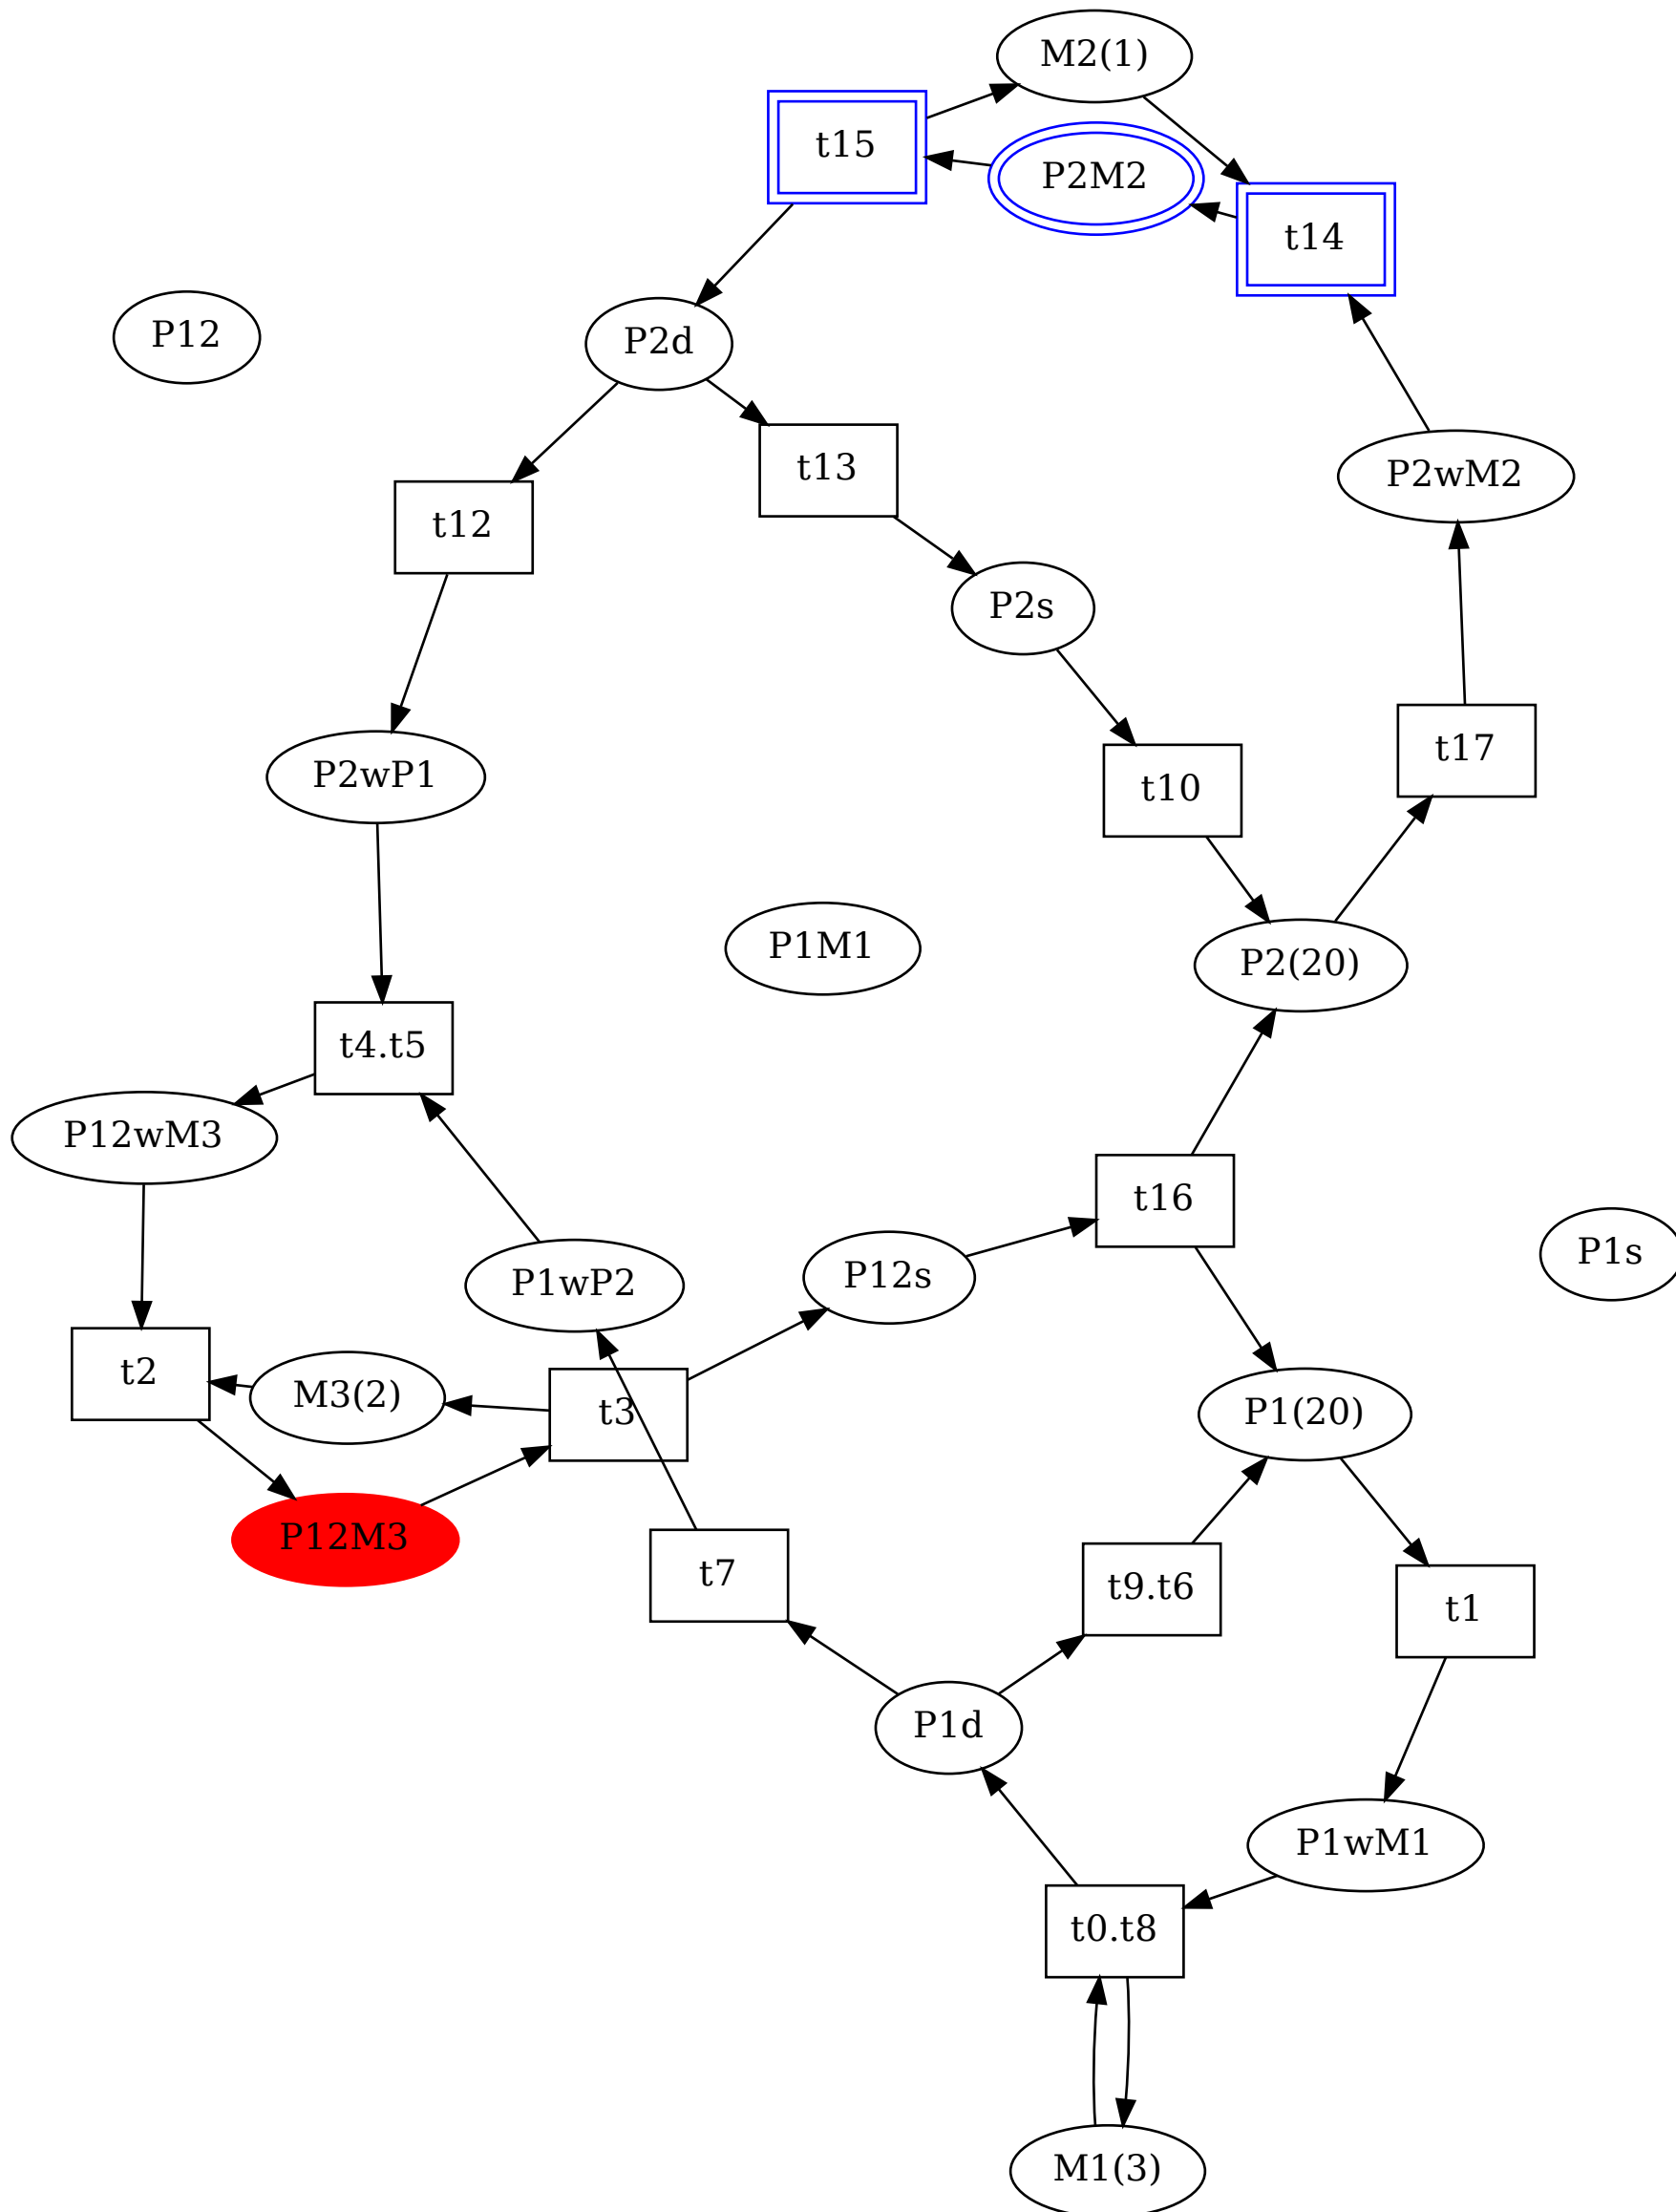 M2(1)
t15
P2M2
t14
P12
P2d
t13
P2wM2
t12
P2s
t17
P2wP1
t10
P1M1
P2(20)
t4.t5
P12wM3
t16
P1s
P12s
P1wP2
t2
M3(2)
t3
P1(20)
P12M3
t7
t9.t6
t1
P1d
P1wM1
t0.t8
M1(3)